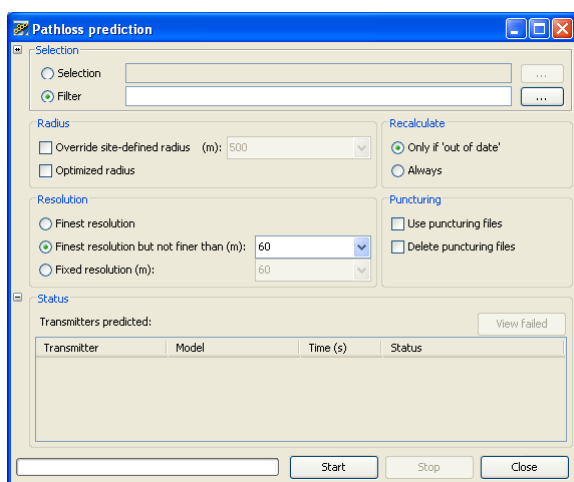 Pathloss prediction
Selection
Selection
...
Filter
...
Radius
Override site-defined radius (m): 500
Optimized radius
Recalculate
Only if 'out of date'
Always
Resolution
Finest resolution
Finest resolution but not finer than (m): 60
Fixed resolution (m): 60
Puncturing
Use puncturing files
Delete puncturing files
Status
Transmitters predicted:
View failed
Transmitter Model Time (s) Status
Start Stop Close